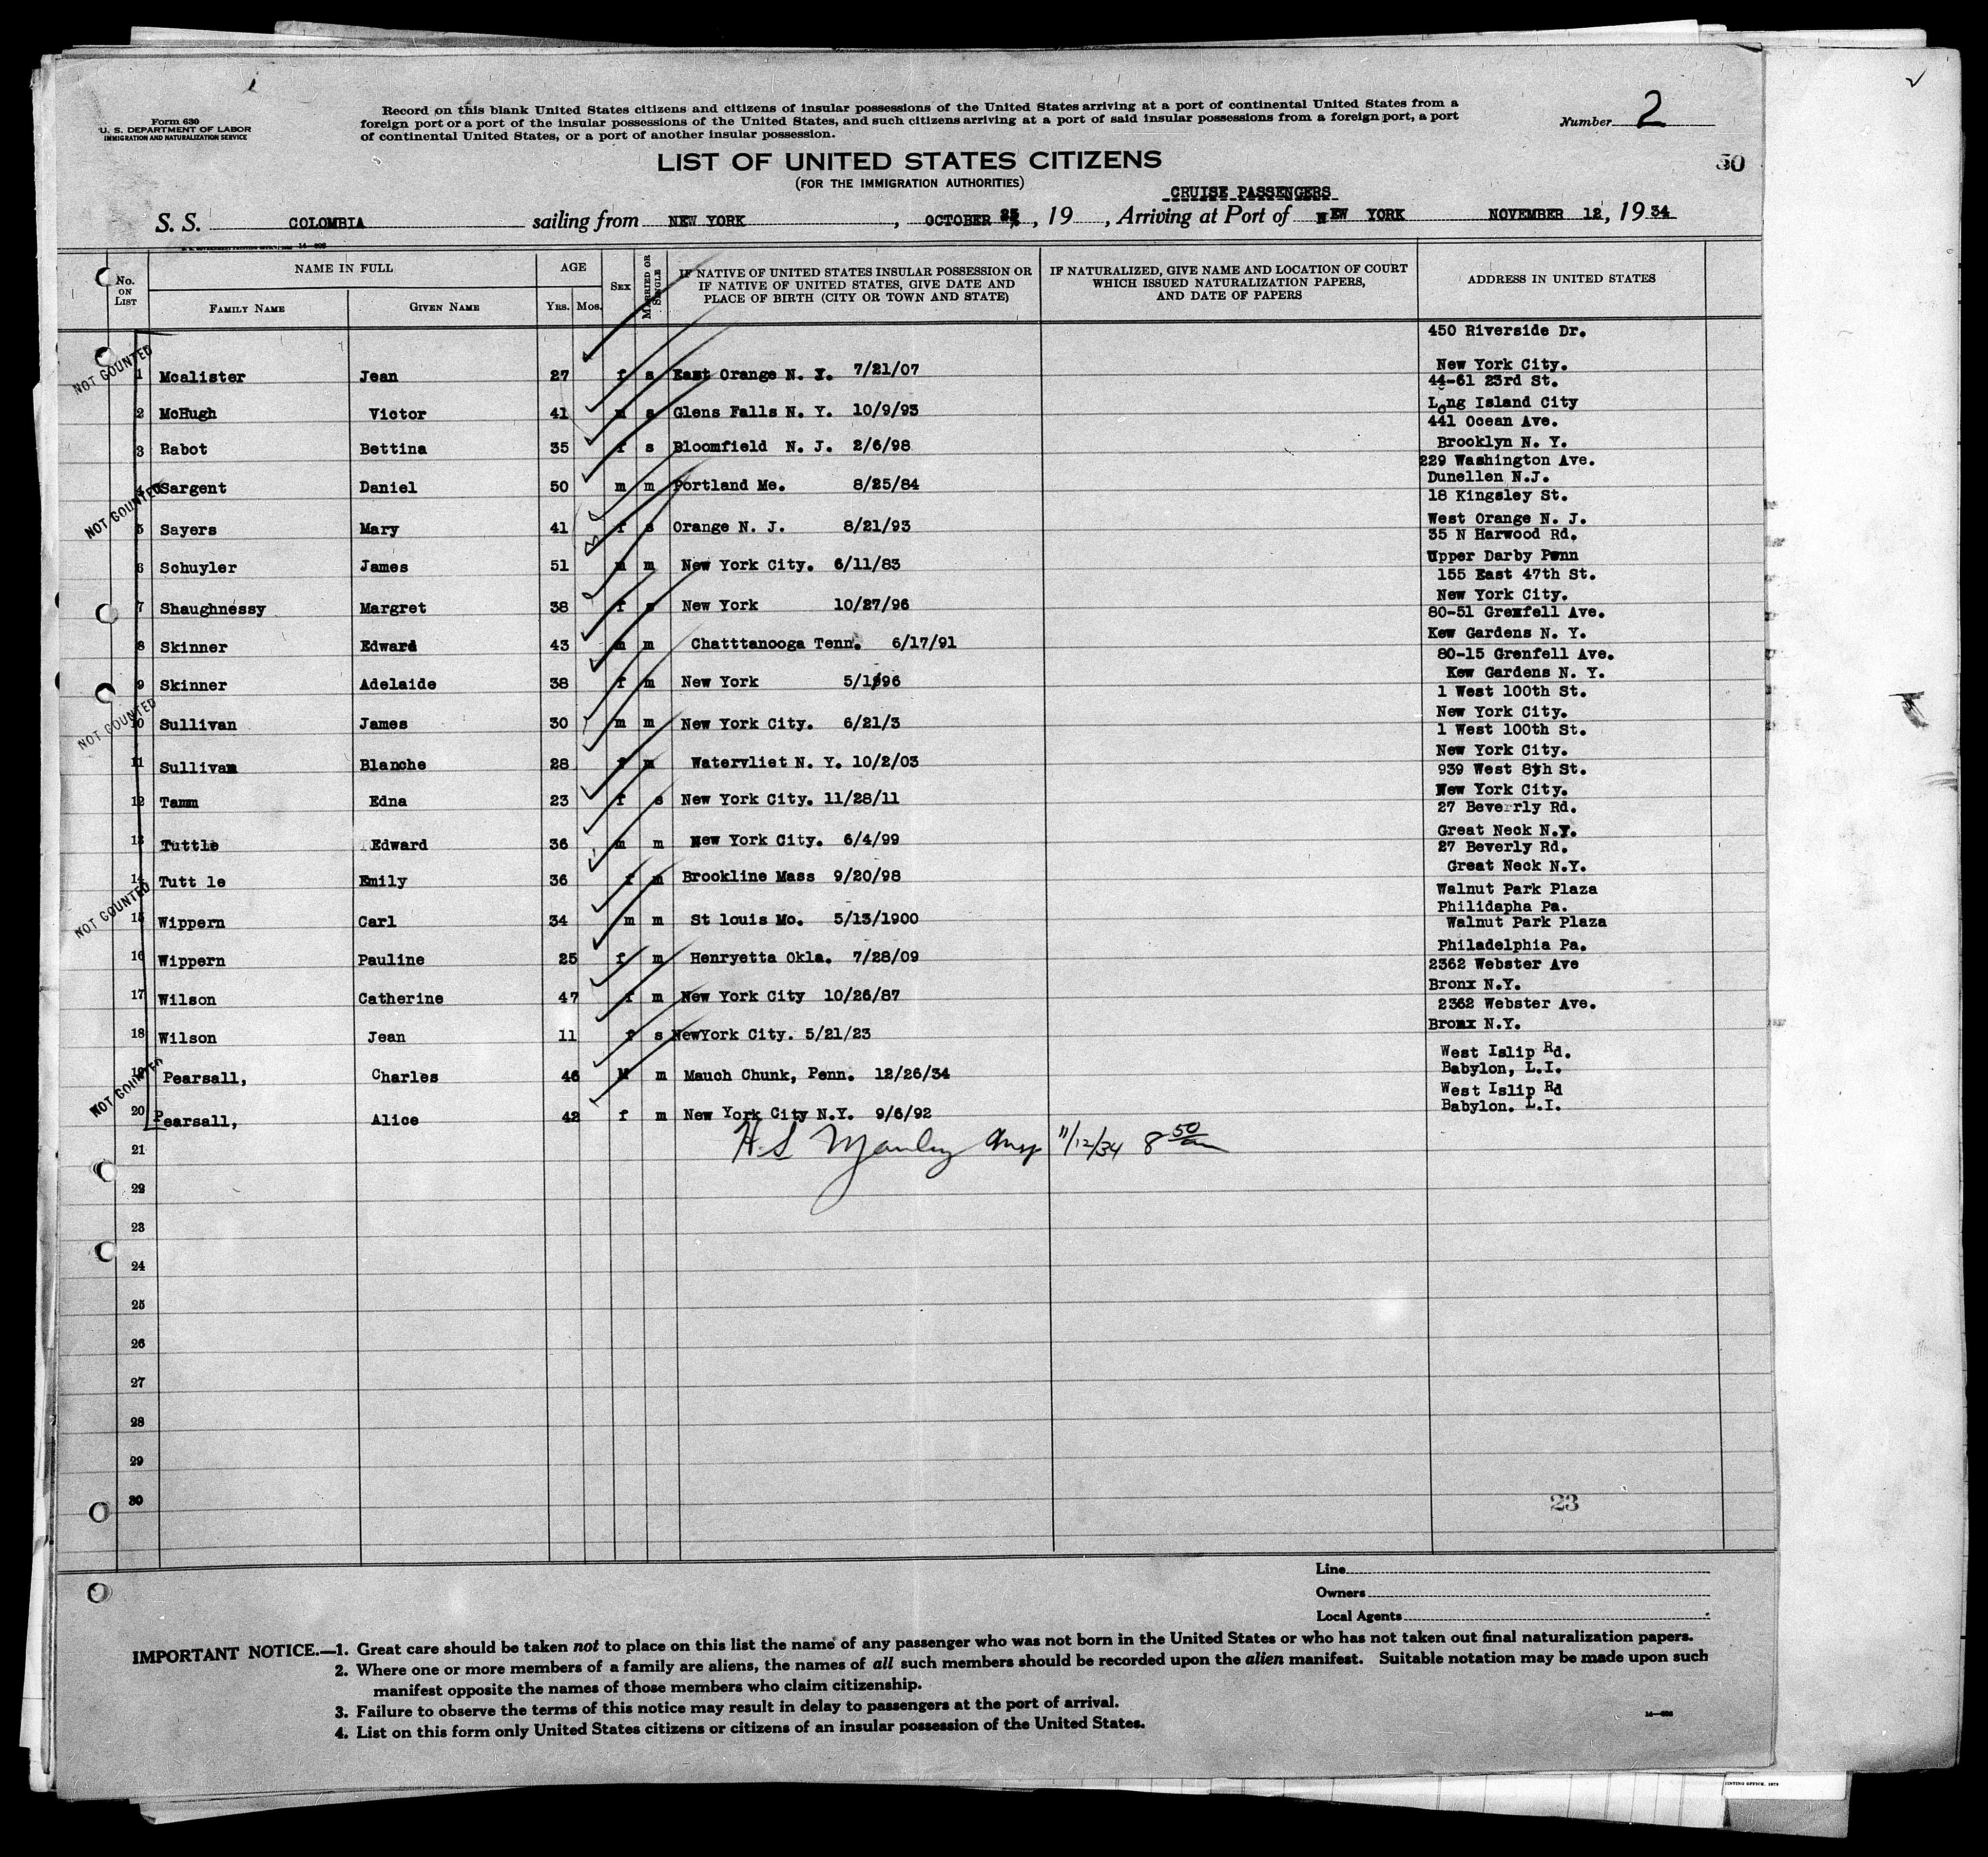 Form 630
U. S. DEPARTMENT OF LABOR
IMMIGRATION AND NATURALIZATION SERVICE
Record on this blank United States citizens and citizens of insular possessions of the United States arriving at a port of continental United States from a
foreign port or a port of the insular possessions of the United States, and such citizens arriving at a port of said insular possessions from a foreign port, a port
of continental United States, or a port of another insular possession.
Number 2
LIST OF UNITED STATES CITIZENS
30
(FOR THE IMMIGRATION AUTHORITIES)
CRUISE PASSENGERS
S. S. COLOMBIA sailing from NEW YORK, OCTOBER, 19, Arriving at Port of NEW YORK NOVEMBER 12, 1934
No. ON LIST
NAME IN FULL
FAMILY NAME GIVEN NAME
AGE
Yrs. Mos.
SEX
MARRIED OR SINGLE
IF NATIVE OF UNITED STATES INSULAR POSSESSION OR
IF NATIVE OF UNITED STATES, GIVE DATE AND
PLACE OF BIRTH (CITY OR TOWN AND STATE)
IF NATURALIZED, GIVE NAME AND LOCATION OF COURT
WHICH ISSUED NATURALIZATION PAPERS,
AND DATE OF PAPERS
ADDRESS IN UNITED STATES
450 Riverside Dr.
NOT COUNTED
1 Mcalister Jean 27 f s East Orange N. Y. 7/21/07 New York City.
44-61 23rd St.
2 McHugh Victor 41 m s Glens Falls N. Y. 10/9/93 Long Island City
441 Ocean Ave.
3 Rabot Bettina 35 f s Bloomfield N. J. 2/6/98 Brooklyn N. Y.
229 Washington Ave.
4 Sargent Daniel 50 m m Portland Me. 8/25/84 Dunellen N.J.
18 Kingsley St.
NOT COUNTED
5 Sayers Mary 41 f s Orange N. J. 8/21/93 West Orange N. J.
35 N Harwood Rd.
6 Schuyler James 51 m m New York City. 6/11/83 Upper Darby Penn
155 East 47th St.
7 Shaughnessy Margret 38 f s New York 10/27/96 New York City.
80-51 Grenfell Ave.
8 Skinner Edward 43 m m Chatttanooga Tenn. 6/17/91 Kew Gardens N. Y.
80-15 Grenfell Ave.
9 Skinner Adelaide 38 f m New York 5/1/96 Kew Gardens N. Y.
1 West 100th St.
NOT COUNTED
10 Sullivan James 30 m m New York City. 6/21/3 New York City.
1 West 100th St.
11 Sullivan Blanche 28 f m Watervliet N. Y. 10/2/03 New York City.
939 West 8th St.
12 Tamm Edna 23 f s New York City. 11/28/11 New York City.
27 Beverly Rd.
13 Tuttle Edward 36 m m New York City. 6/4/99 Great Neck N.Y.
27 Beverly Rd.
14 Tutt le Emily 36 f m Brookline Mass 9/20/98 Great Neck N.Y.
Walnut Park Plaza
NOT COUNTED
15 Wippern Carl 34 m m St louis Mo. 5/13/1900 Philidapha Pa.
Walnut Park Plaza
16 Wippern Pauline 25 f m Henryetta Okla. 7/28/09 Philadelphia Pa.
2362 Webster Ave
17 Wilson Catherine 47 f m New York City 10/26/87 Bronx N.Y.
2362 Webster Ave.
18 Wilson Jean 11 f s NewYork City. 5/21/23 Bronx N.Y.
West Islip Rd.
NOT COUNTED
19 Pearsall, Charles 46 M m Mauch Chunk, Penn. 12/26/34 Babylon, L.I.
West Islip Rd
20 Pearsall, Alice 42 f m New York City N.Y. 9/6/92 Babylon. L.I.
H. S Manley Insp 11/12/34 8 50 am
21
22
23
24
25
26
27
28
29
30
23
Line
Owners
Local Agents
IMPORTANT NOTICE.—1. Great care should be taken not to place on this list the name of any passenger who was not born in the United States or who has not taken out final naturalization papers.
2. Where one or more members of a family are aliens, the names of all such members should be recorded upon the alien manifest. Suitable notation may be made upon such
manifest opposite the names of those members who claim citizenship.
3. Failure to observe the terms of this notice may result in delay to passengers at the port of arrival.
4. List on this form only United States citizens or citizens of an insular possession of the United States.